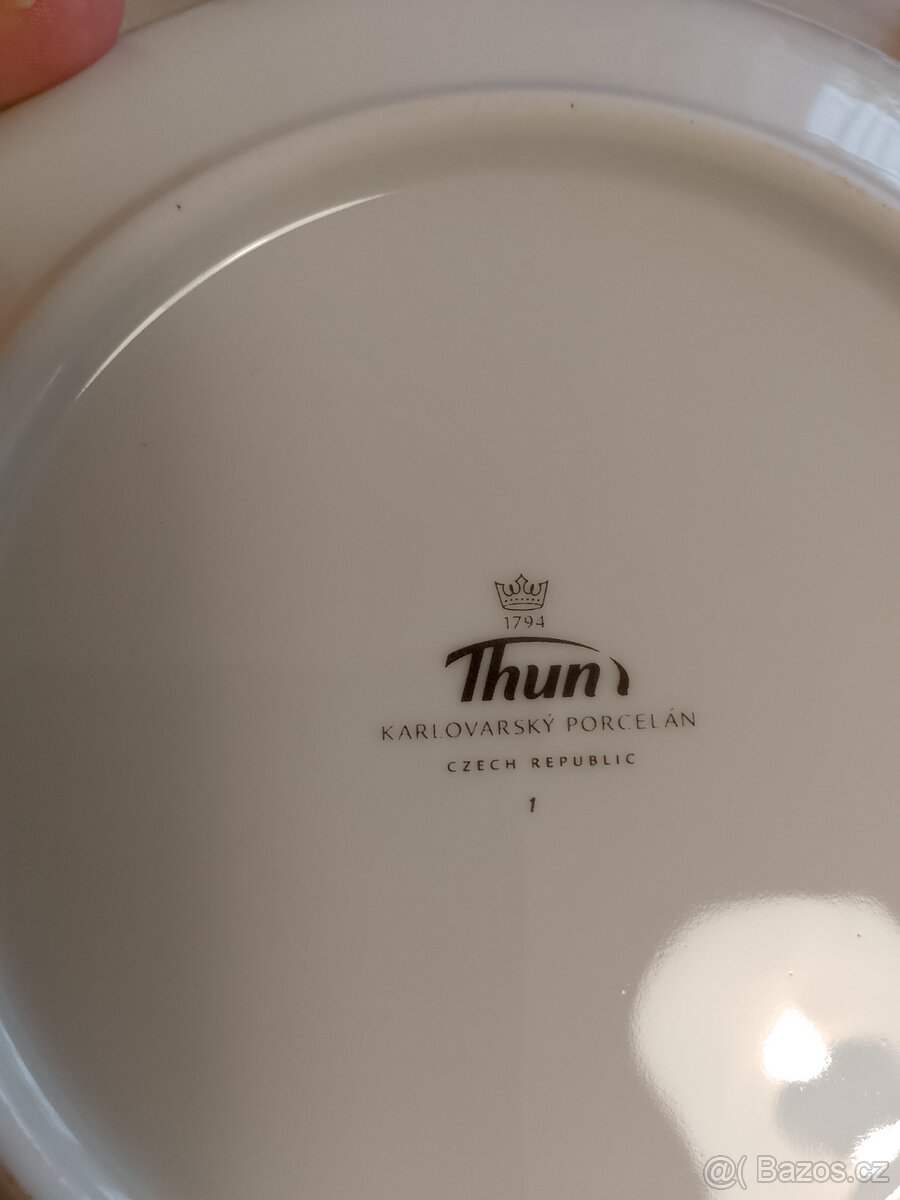 1794
Thun
KARLOVARSKÝ PORCELÁN
CZECH REPUBLIC
1
@( Bazos.cz